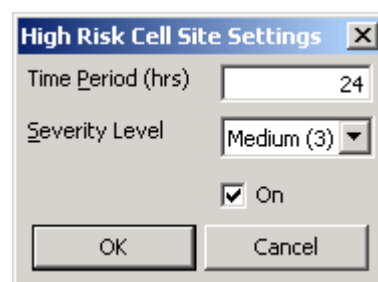 High Risk Cell Site Settings
Time Period (hrs) 24
Severity Level Medium (3)
On
OK Cancel